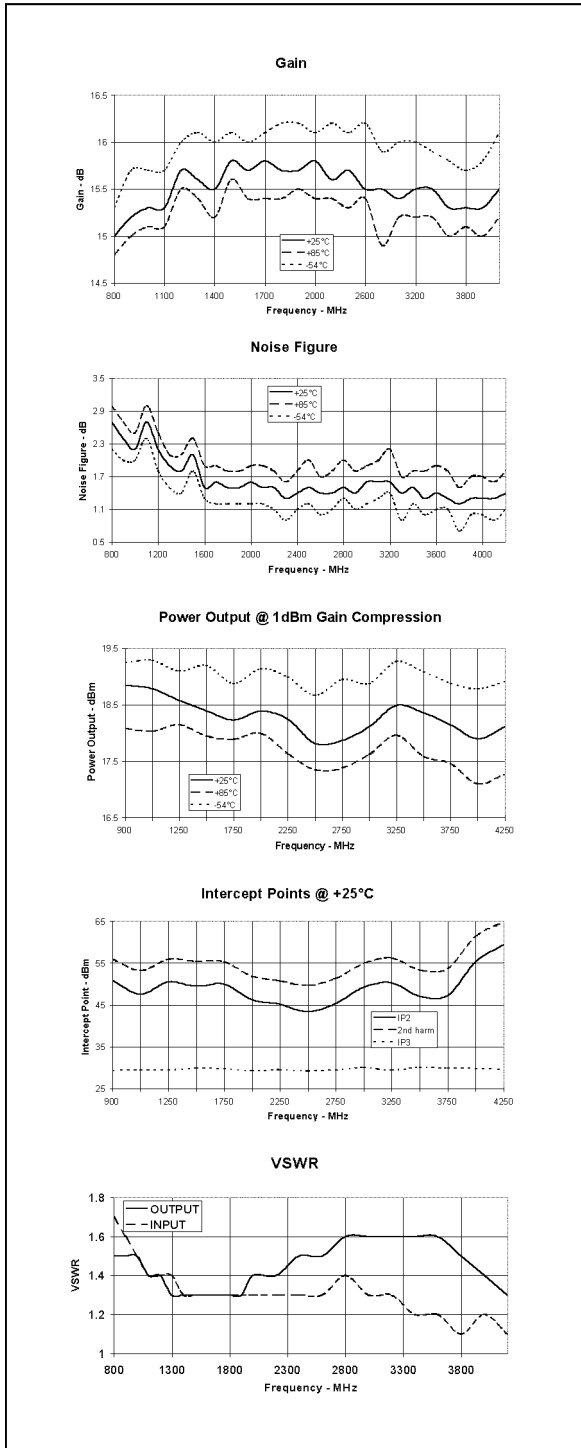 Gain
16.5
16
15.5
15
14.5
Gain - dB
+25°C
+85°C
-54°C
800 1100 1400 1700 2000 2600 3200 3800
Frequency - MHz
Noise Figure
3.5
2.9
2.3
1.7
1.1
0.5
Noise Figure - dB
+25°C
+85°C
-54°C
800 1200 1600 2000 2400 2800 3200 3600 4000
Frequency - MHz
Power Output @ 1dBm Gain Compression
19.5
18.5
17.5
16.5
Power Output - dBm
+25°C
+85°C
-54°C
900 1250 1750 2250 2750 3250 3750 4250
Frequency - MHz
Intercept Points @ +25°C
65
55
45
35
25
Intercept Point - dBm
IP2
2nd harm
IP3
900 1250 1750 2250 2750 3250 3750 4250
Frequency - MHz
VSWR
1.8
1.6
1.4
1.2
1
VSWR
OUTPUT
INPUT
800 1300 1800 2300 2800 3300 3800
Frequency - MHz